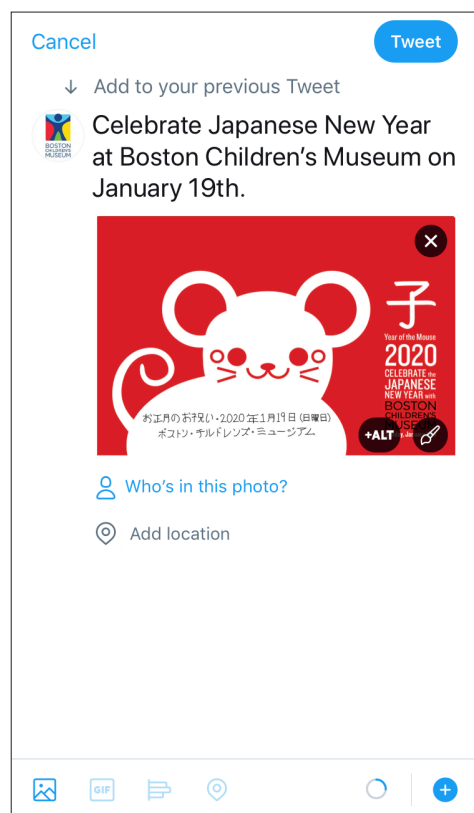 Cancel
Tweet
Add to your previous Tweet
BOSTON
CHILDREN'S
MUSEUM
Celebrate Japanese New Year
at Boston Children's Museum on
January 19th.
子
Year of the Mouse
2020
CELEBRATE the
JAPANESE
NEW YEAR with
BOSTON
CHILDREN'S
MUSEUM
お正月のお祝い・2020年1月19日(日曜日)
ボストン・チルドレンズ・ミュージアム
+ALT
Who's in this photo?
Add location
GIF